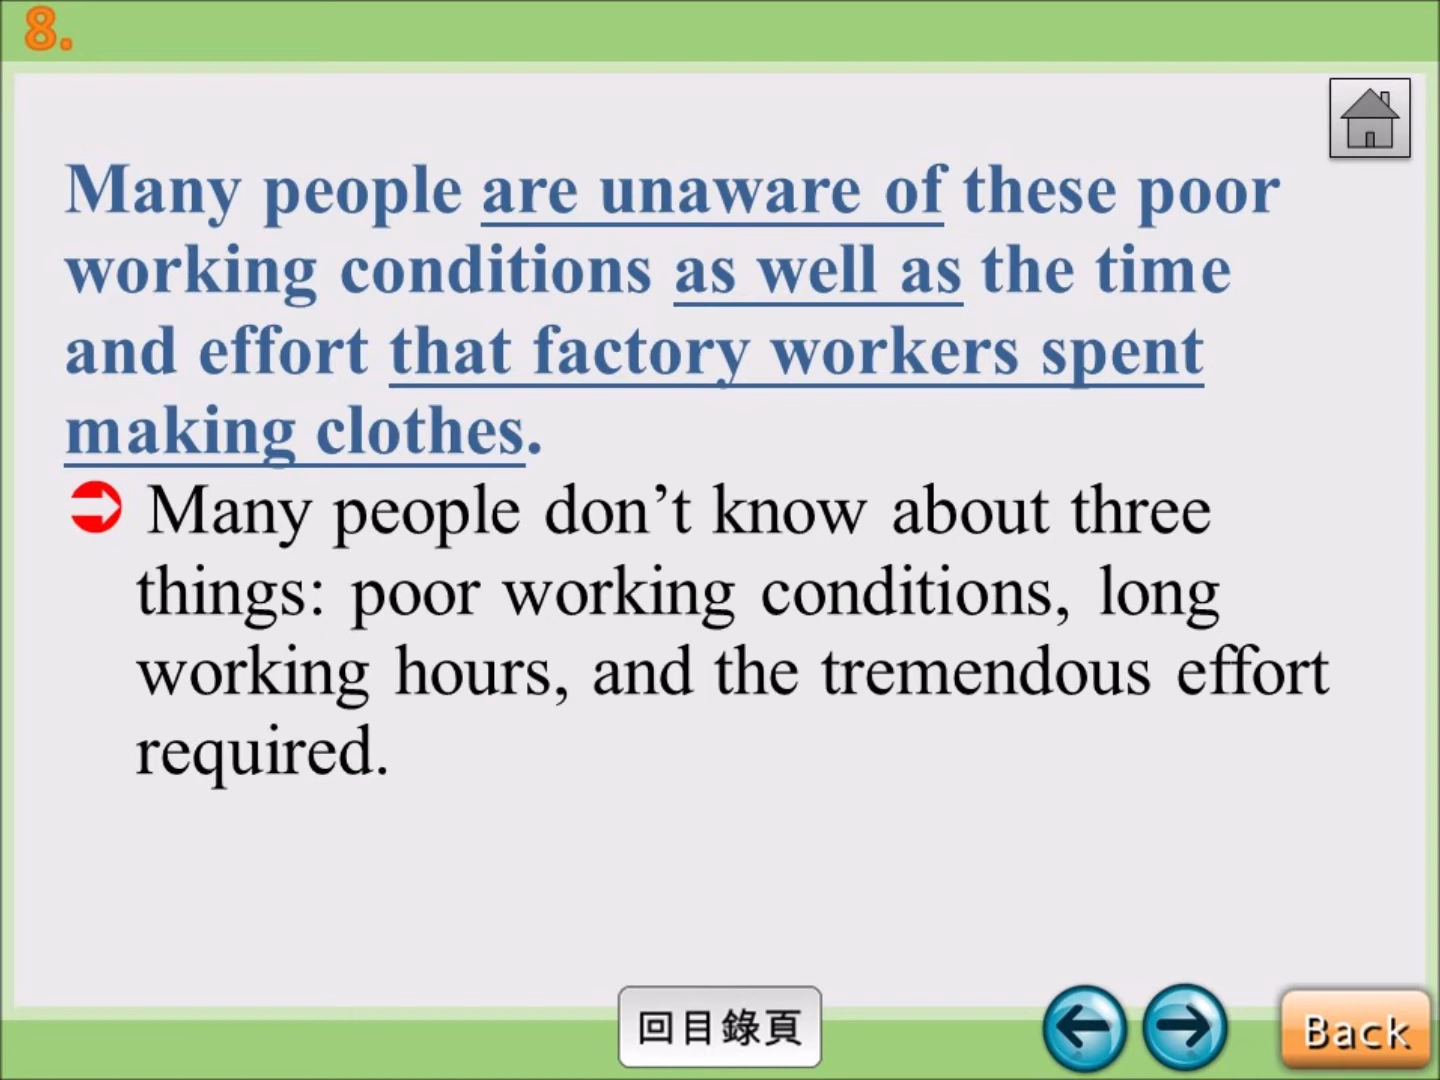 8.
Many people are unaware of these poor
working conditions as well as the time
and effort that factory workers spent
making clothes.
Many people don’t know about three
things: poor working conditions, long
working hours, and the tremendous effort
required.
回目錄頁
Back